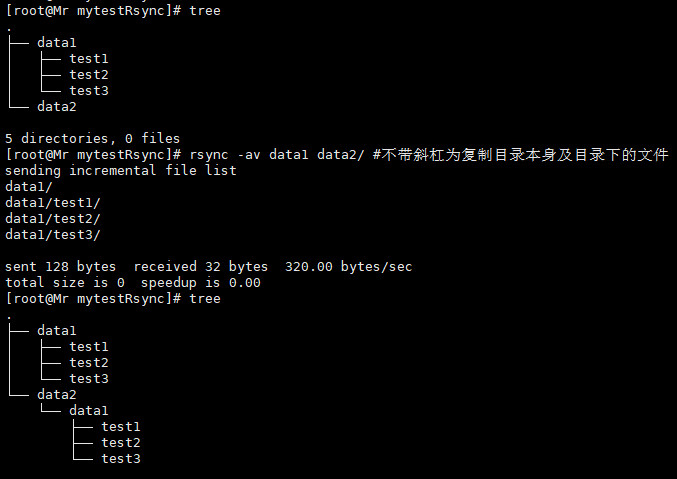 [root@Mr mytestRsync]# tree
.
├── data1
│   ├── test1
│   ├── test2
│   └── test3
└── data2

5 directories, 0 files
[root@Mr mytestRsync]# rsync -av data1 data2/ #不带斜杠为复制目录本身及目录下的文件
sending incremental file list
data1/
data1/test1/
data1/test2/
data1/test3/

sent 128 bytes  received 32 bytes  320.00 bytes/sec
total size is 0  speedup is 0.00
[root@Mr mytestRsync]# tree
.
├── data1
│   ├── test1
│   ├── test2
│   └── test3
└── data2
    └── data1
        ├── test1
        ├── test2
        └── test3